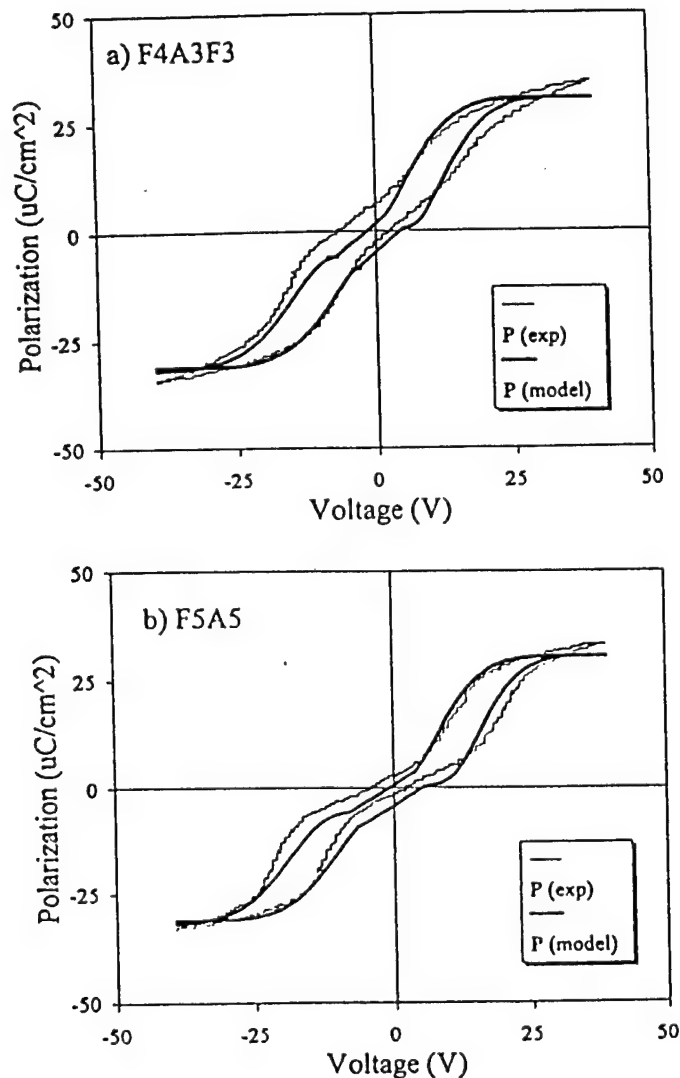 50
a) F4A3F3
25
0
-25
-50
Polarization (uC/cm^2)
P (exp)
P (model)
-50
-25
0
25
50
Voltage (V)
50
b) F5A5
25
0
-25
-50
Polarization (uC/cm^2)
P (exp)
P (model)
-50
-25
0
25
50
Voltage (V)